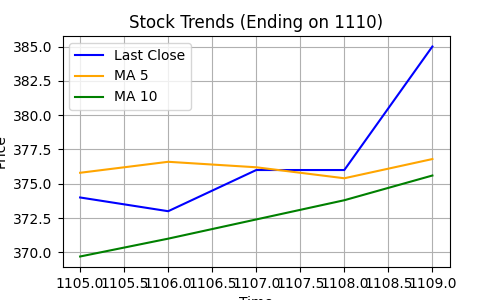 Stock Trends (Ending on 1110)
Last Close
MA 5
MA 10
385.0
382.5
380.0
377.5
375.0
372.5
370.0
Price
1105.0 1105.5 1106.0 1106.5 1107.0 1107.5 1108.0 1108.5 1109.0
Time